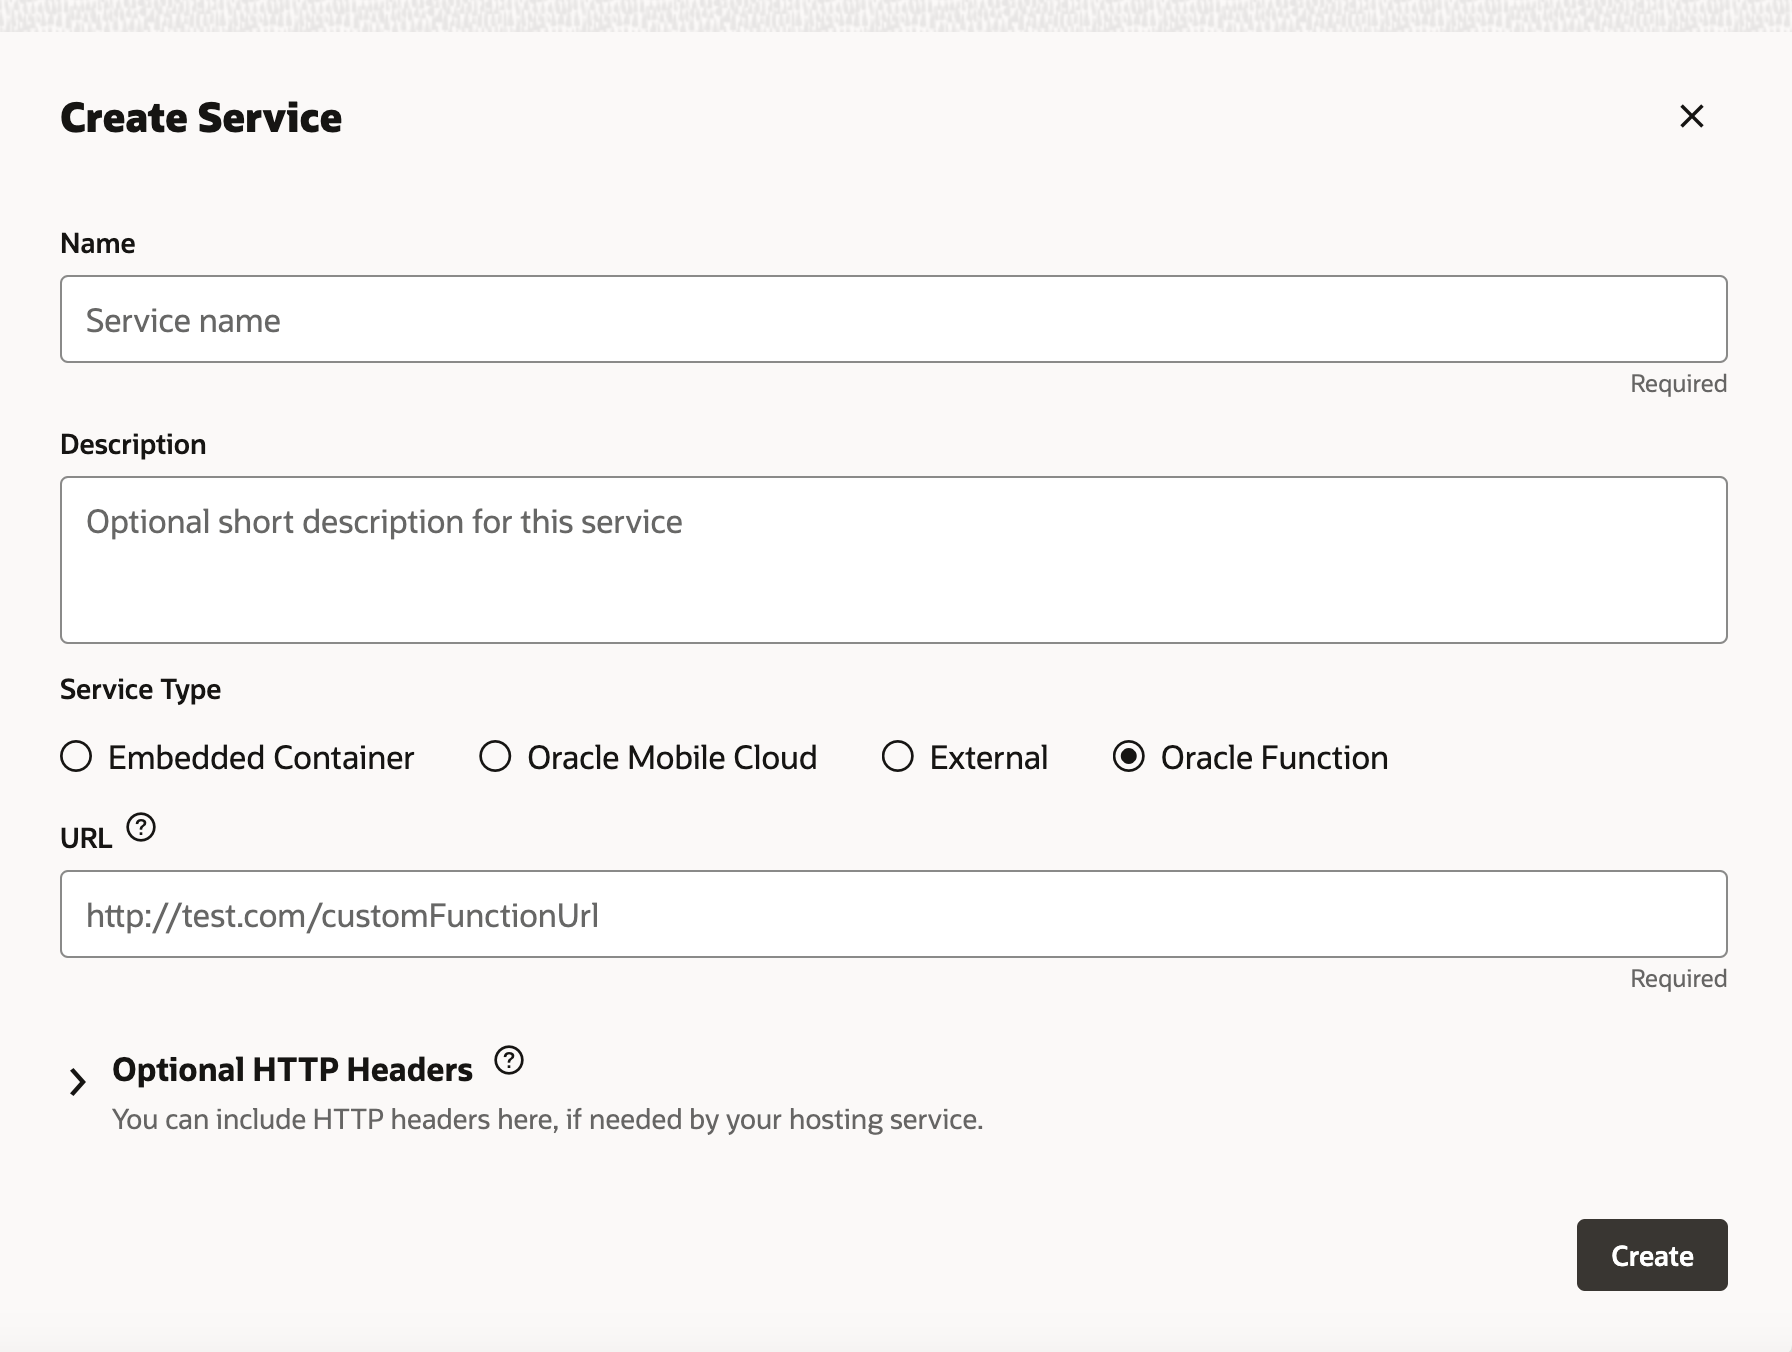 Create Service
Name
Service name
Required
Description
Optional short description for this service
Service Type
Embedded Container Oracle Mobile Cloud External Oracle Function
URL ?
http://test.com/customFunctionUrl
Required
Optional HTTP Headers ?
You can include HTTP headers here, if needed by your hosting service.
Create